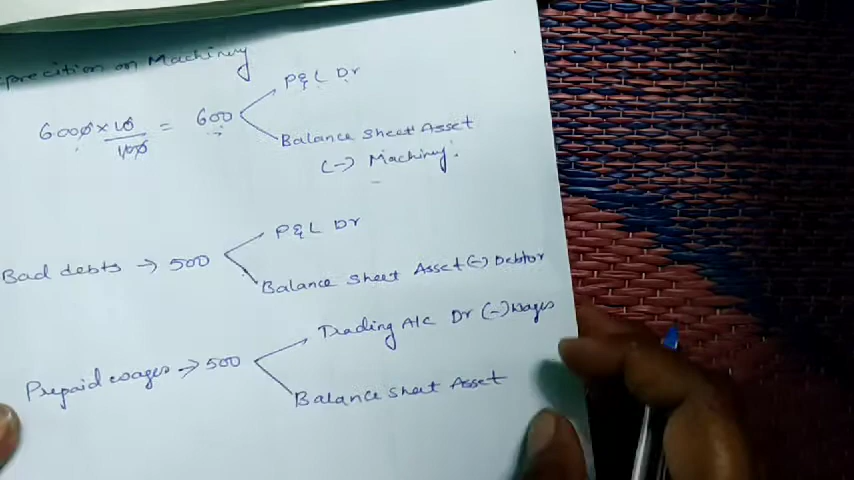 precition on Machinery
6000 × 10 / 100 = 600
P&L Dr
Balance Sheet Asset
(-) Machinery.
Bad debts → 500
P&L Dr
Balance Sheet Asset (-) Debtor
Prepaid wages → 500
Trading A/c Dr (-) wages
Balance Sheet Asset